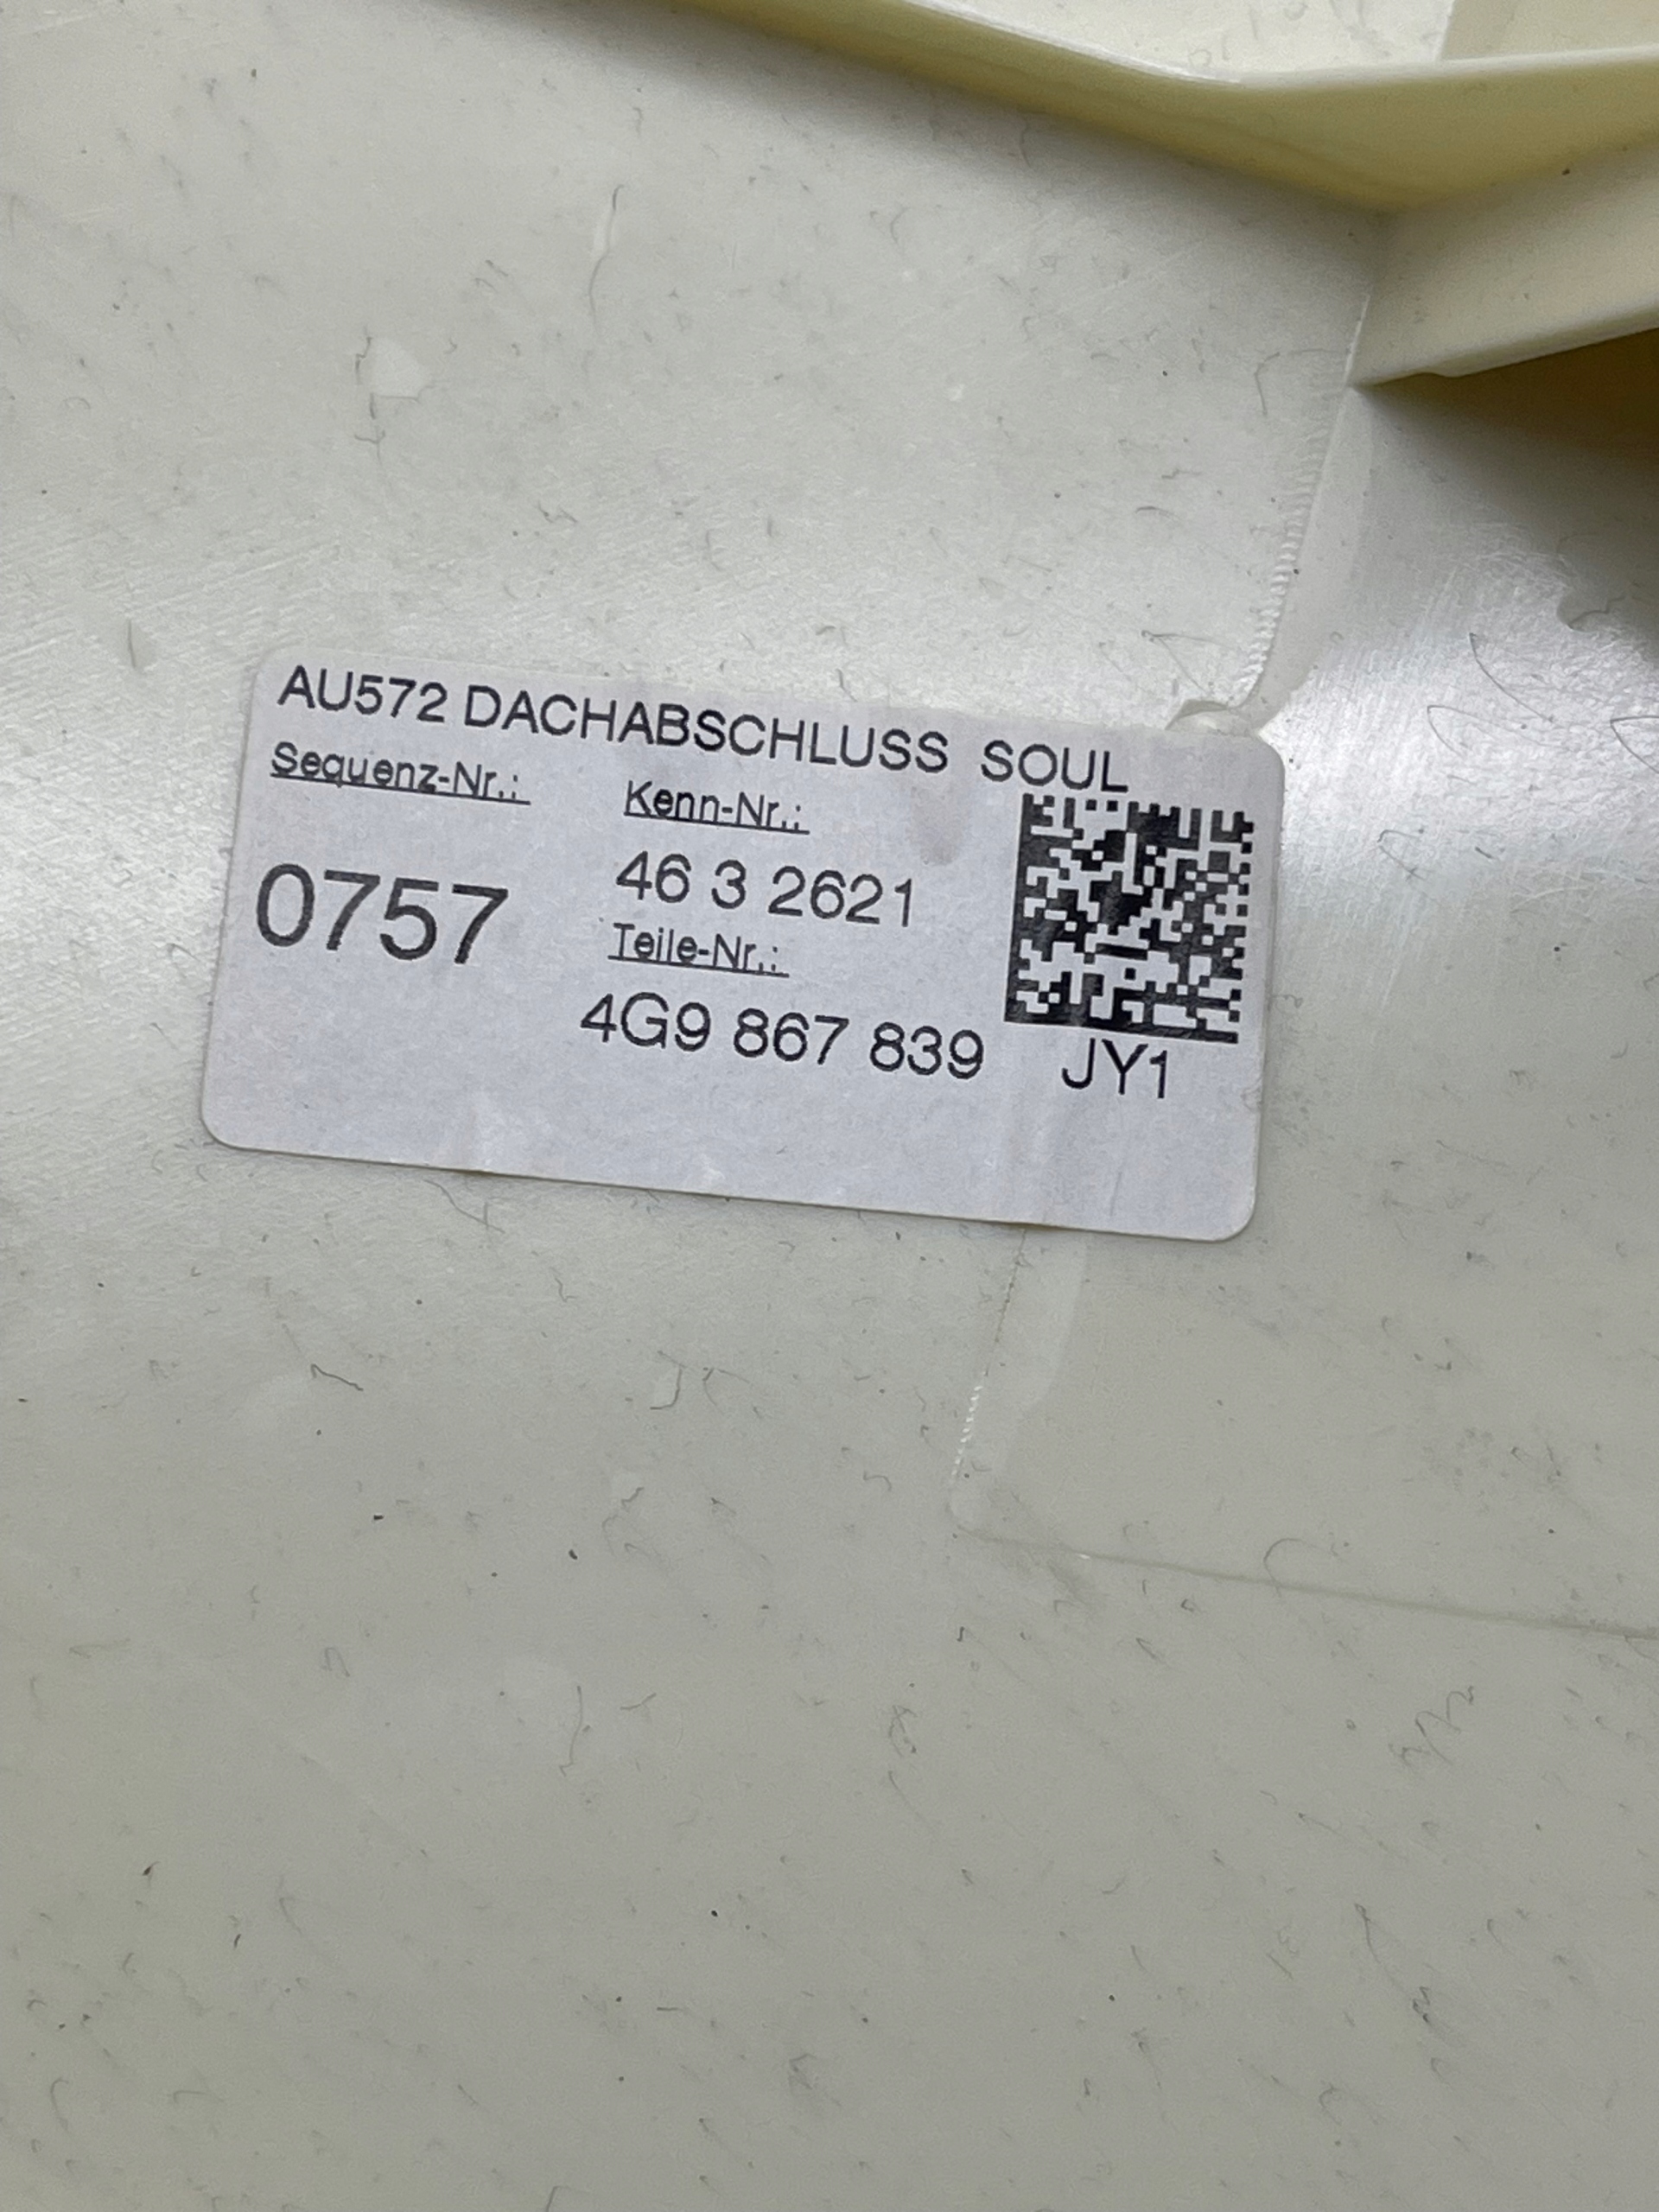 AU572 DACHABSCHLUSS SOUL
Sequenz-Nr.:
Kenn-Nr.:
0757
46 3 2621
Teile-Nr.:
4G9 867 839 JY1